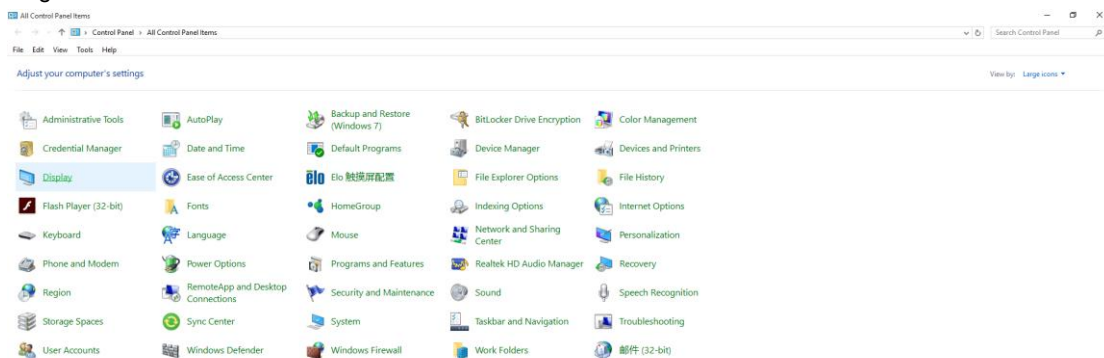 All Control Panel Items
Control Panel > All Control Panel Items
Search Control Panel
File Edit View Tools Help
Adjust your computer's settings
View by: Large icons
Administrative Tools
AutoPlay
Backup and Restore
(Windows 7)
BitLocker Drive Encryption
Color Management
Credential Manager
Date and Time
Default Programs
Device Manager
Devices and Printers
Display
Ease of Access Center
elo Elo 触摸屏配置
File Explorer Options
File History
Flash Player (32-bit)
Fonts
HomeGroup
Indexing Options
Internet Options
Keyboard
Language
Mouse
Network and Sharing
Center
Personalization
Phone and Modem
Power Options
Programs and Features
Realtek HD Audio Manager
Recovery
Region
RemoteApp and Desktop
Connections
Security and Maintenance
Sound
Speech Recognition
Storage Spaces
Sync Center
System
Taskbar and Navigation
Troubleshooting
User Accounts
Windows Defender
Windows Firewall
Work Folders
邮件 (32-bit)